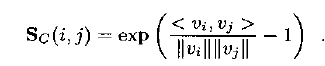 S_C(i, j) = exp ( < v_i, v_j > / ‖v_i‖‖v_j‖ − 1 ) .